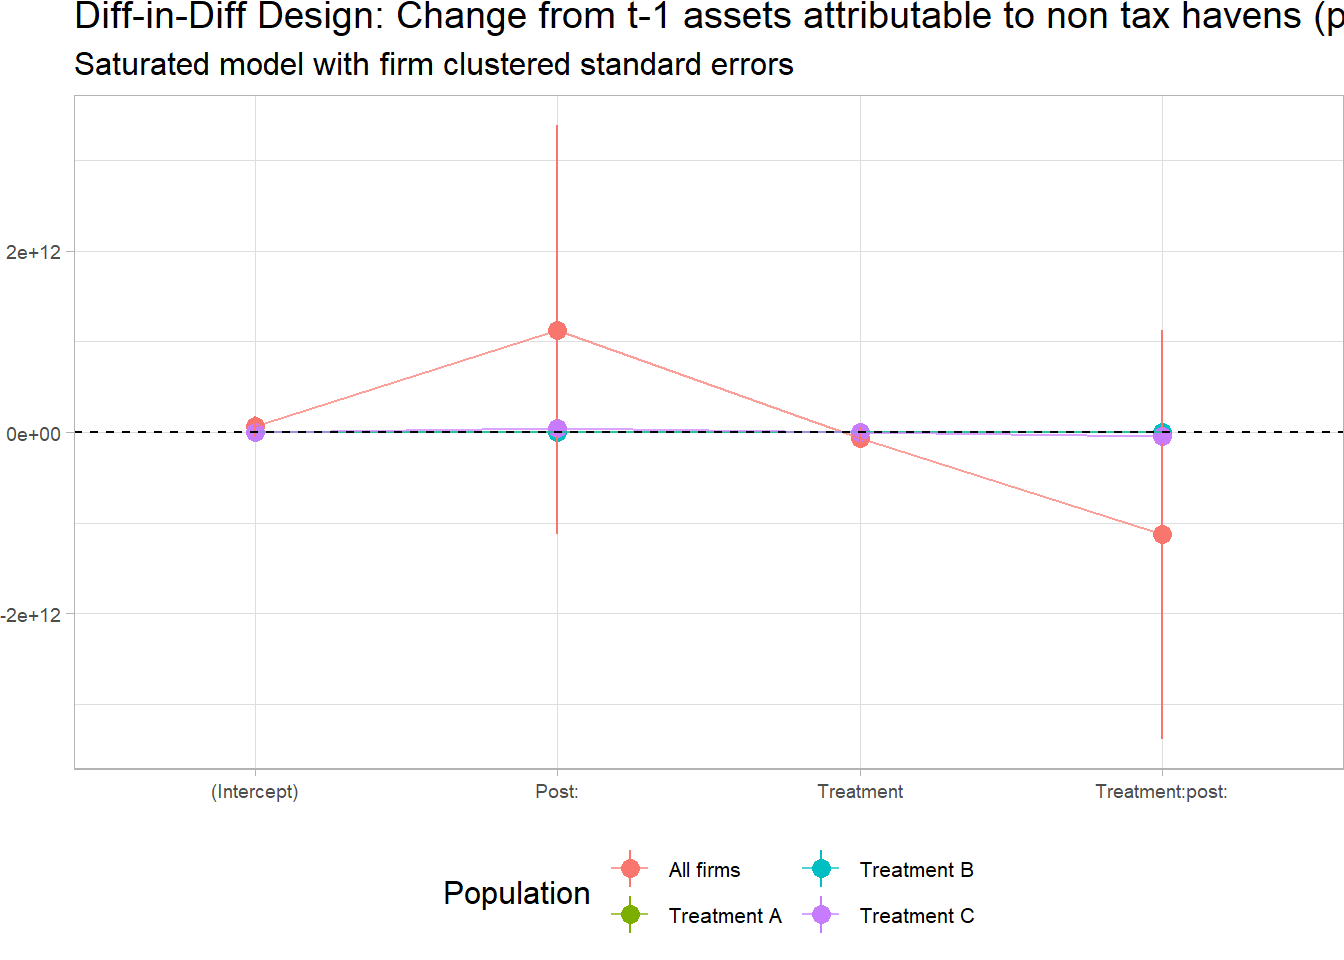 Diff-in-Diff Design: Change from t-1 assets attributable to non tax havens (p
Saturated model with firm clustered standard errors
2e+12
0e+00
-2e+12
(Intercept) Post: Treatment Treatment:post:
Population
All firms Treatment B
Treatment A Treatment C